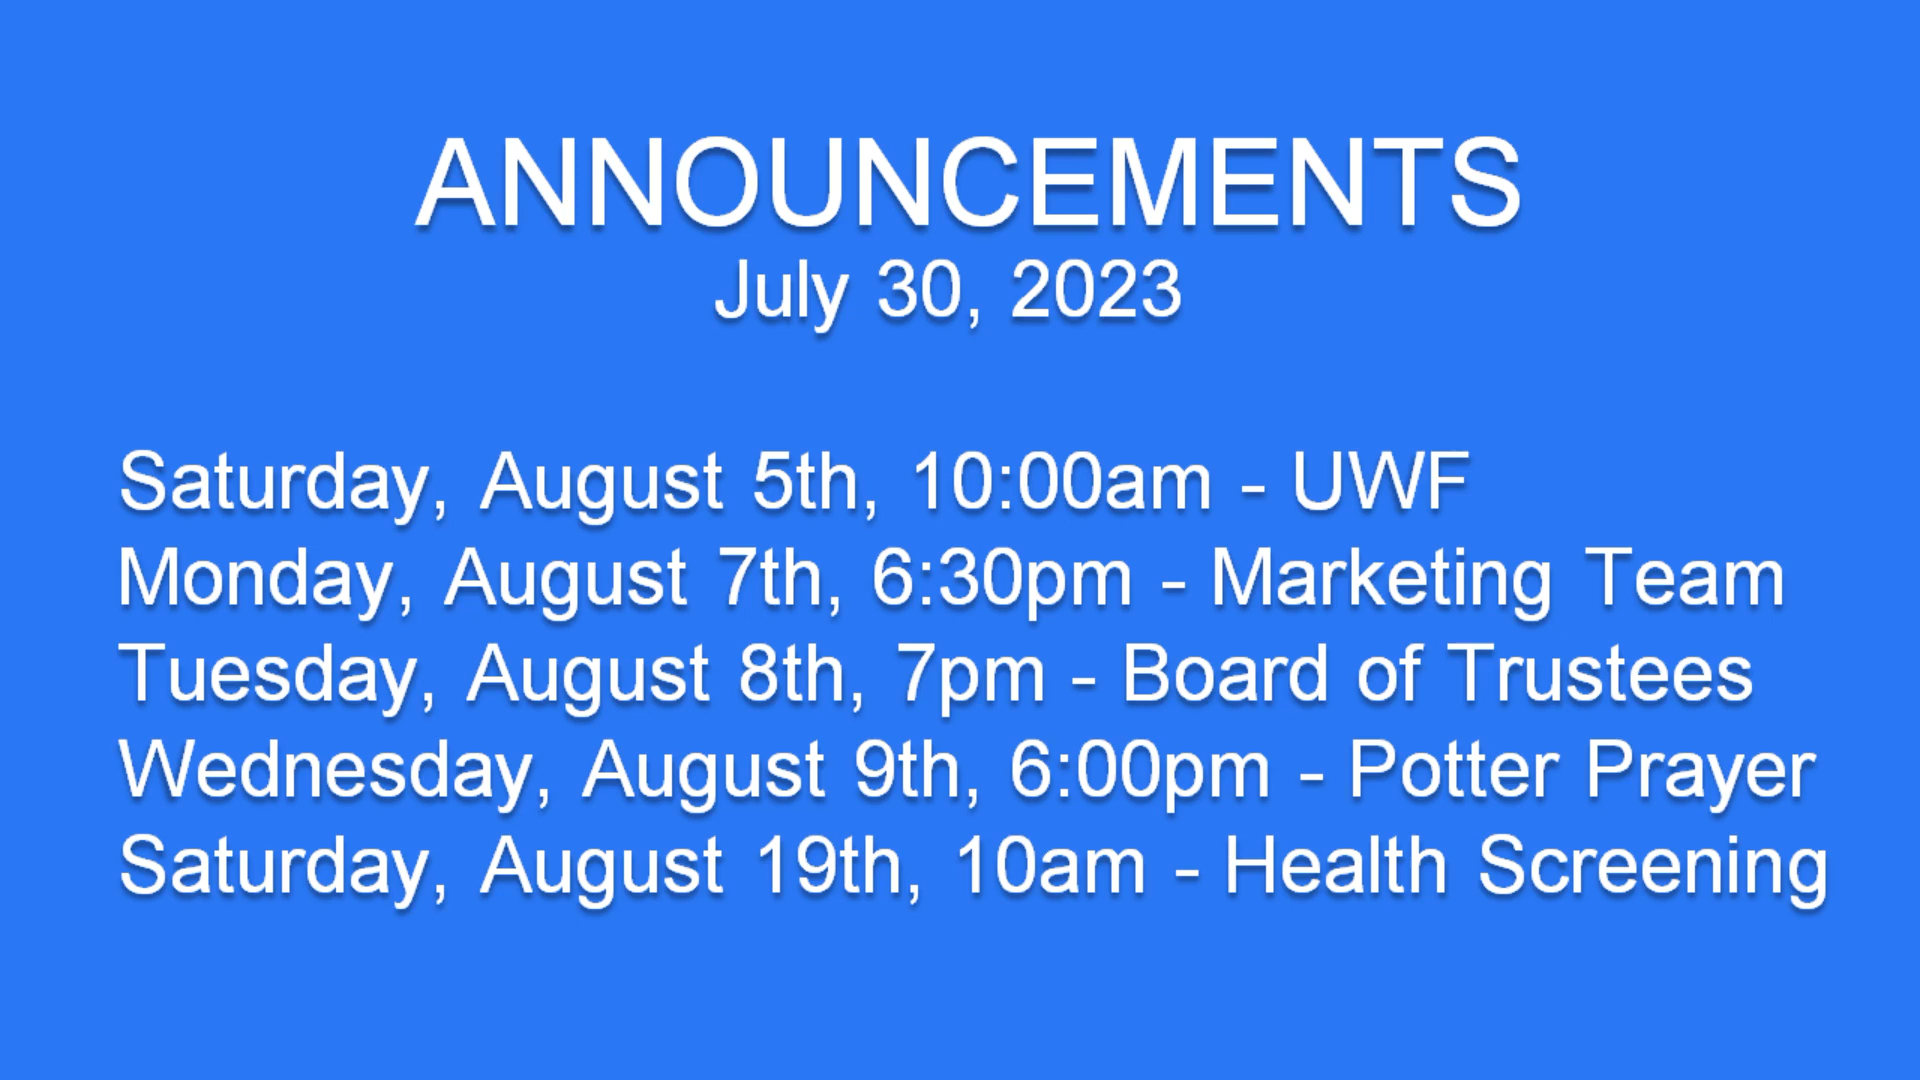 ANNOUNCEMENTS
July 30, 2023
Saturday, August 5th, 10:00am - UWF
Monday, August 7th, 6:30pm - Marketing Team
Tuesday, August 8th, 7pm - Board of Trustees
Wednesday, August 9th, 6:00pm - Potter Prayer
Saturday, August 19th, 10am - Health Screening